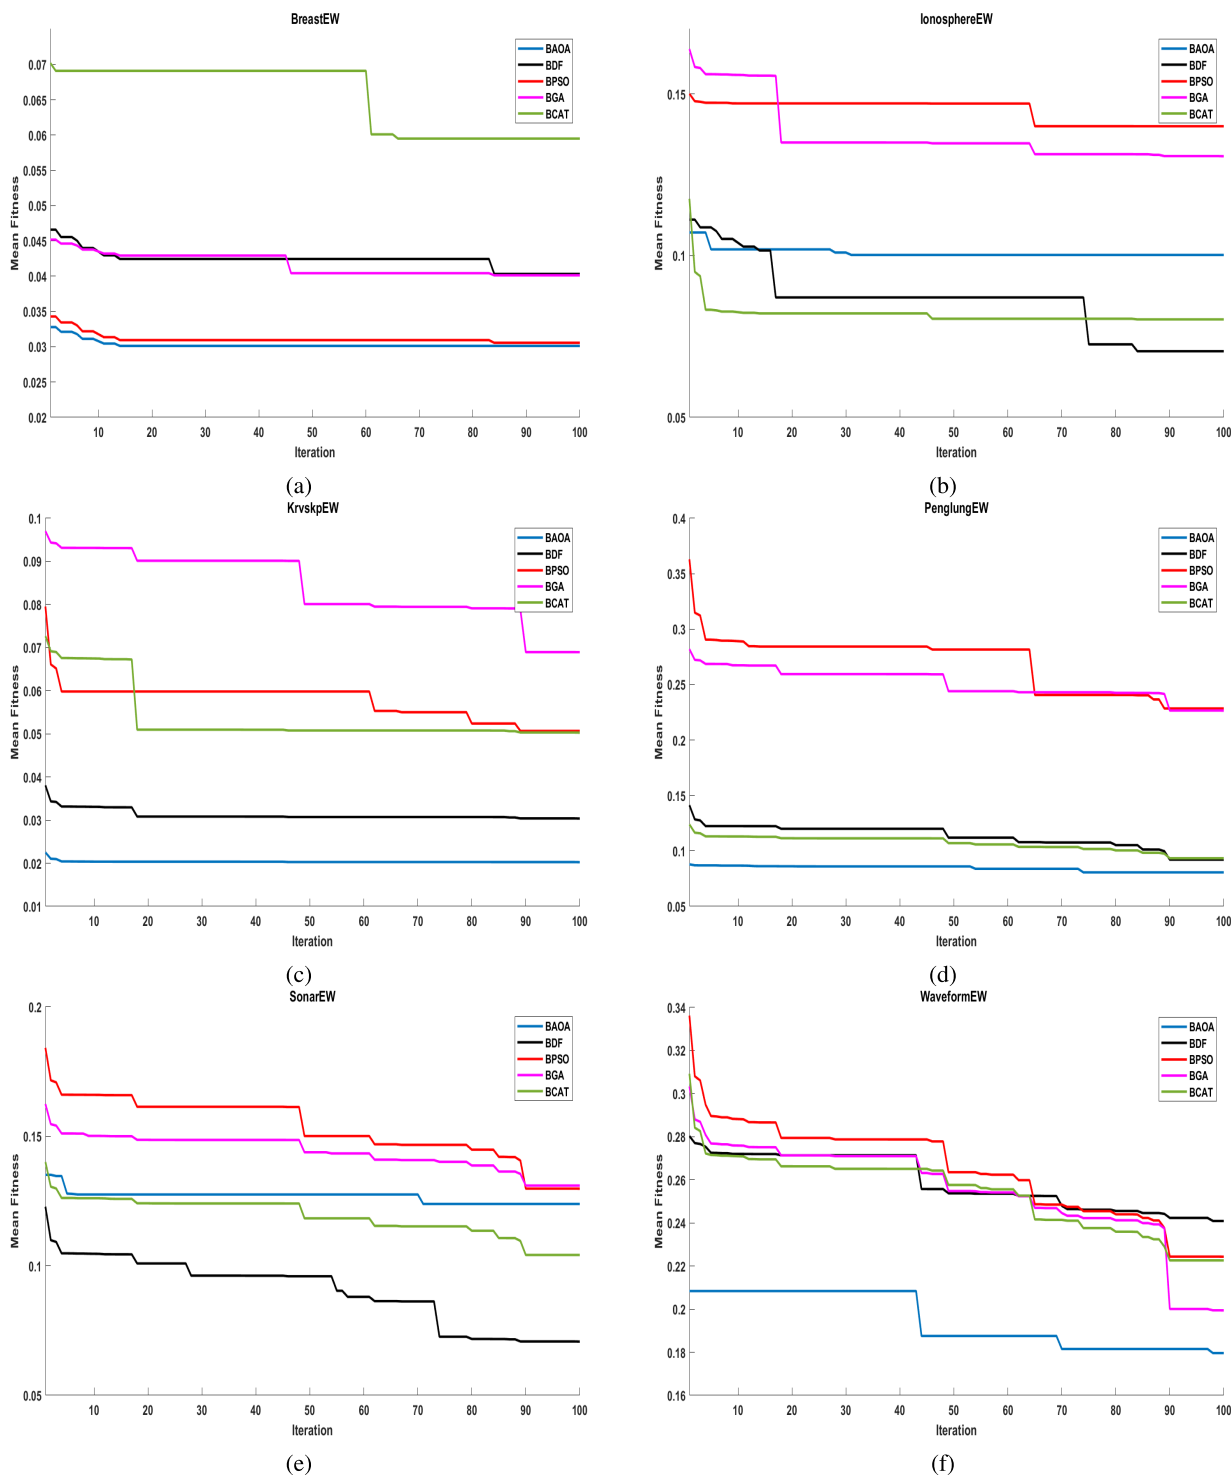 BreastEW
0.07
0.065
0.06
0.055
0.05
0.045
0.04
0.035
0.03
0.025
0.02
Mean Fitness
10 20 30 40 50 60 70 80 90 100
Iteration
BAOA
BDF
BPSO
BGA
BCAT
(a)
IonosphereEW
0.15
0.1
0.05
Mean Fitness
10 20 30 40 50 60 70 80 90 100
Iteration
BAOA
BDF
BPSO
BGA
BCAT
(b)
KrvskpEW
0.1
0.09
0.08
0.07
0.06
0.05
0.04
0.03
0.02
0.01
Mean Fitness
10 20 30 40 50 60 70 80 90 100
Iteration
BAOA
BDF
BPSO
BGA
BCAT
(c)
PenglungEW
0.4
0.35
0.3
0.25
0.2
0.15
0.1
0.05
Mean Fitness
10 20 30 40 50 60 70 80 90 100
Iteration
BAOA
BDF
BPSO
BGA
BCAT
(d)
SonarEW
0.2
0.15
0.1
0.05
Mean Fitness
10 20 30 40 50 60 70 80 90 100
Iteration
BAOA
BDF
BPSO
BGA
BCAT
(e)
WaveformEW
0.34
0.32
0.3
0.28
0.26
0.24
0.22
0.2
0.18
0.16
Mean Fitness
10 20 30 40 50 60 70 80 90 100
Iteration
BAOA
BDF
BPSO
BGA
BCAT
(f)